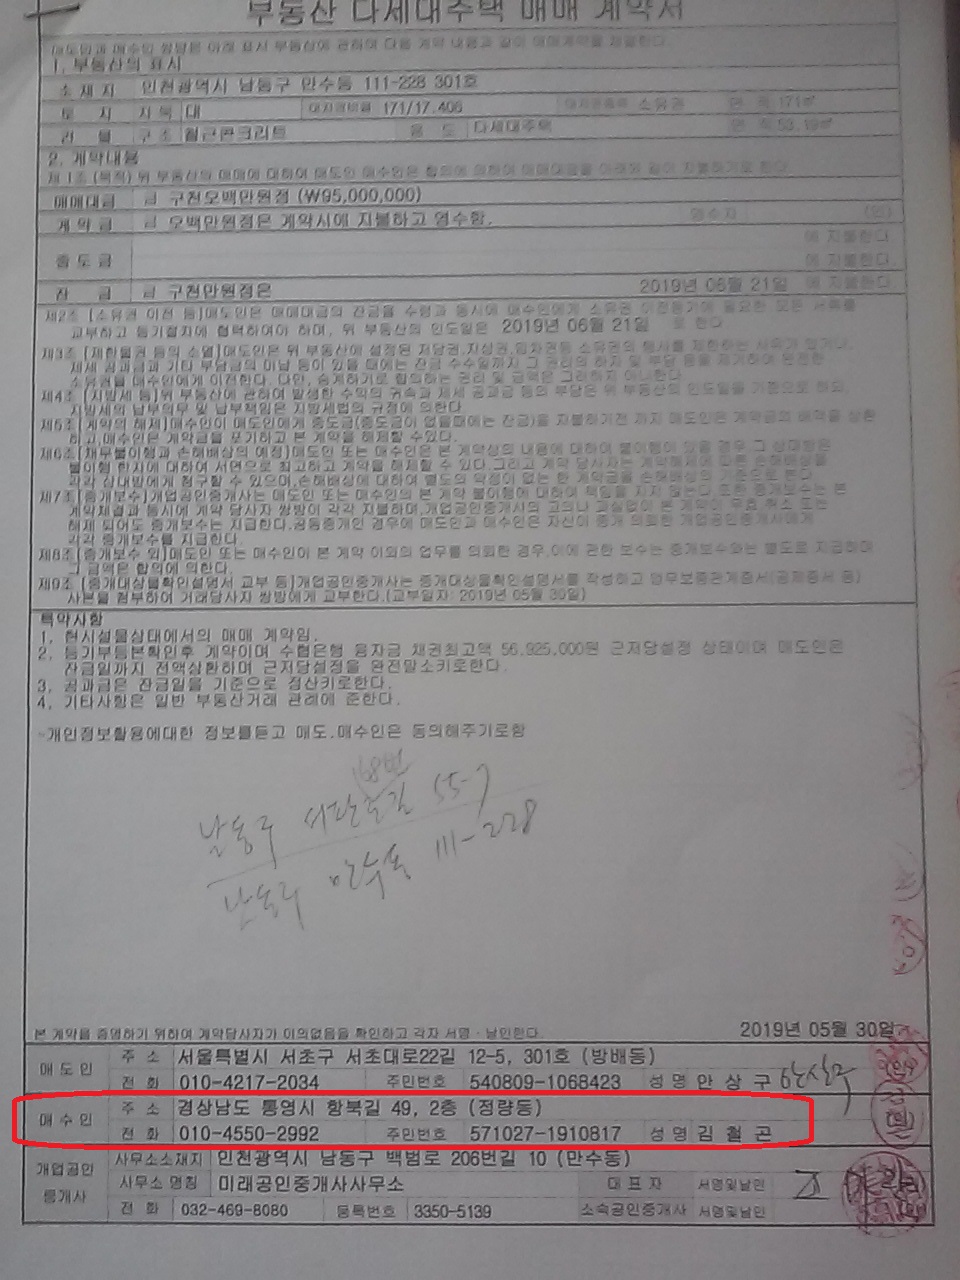 부동산 다세대주택 매매 계약서
매도인과 매수인 쌍방은 아래 표시 부동산에 관하여 다음 계약 내용과 같이 매매계약을 체결한다.
1. 부동산의 표시
소재지 인천광역시 남동구 만수동 111-228 301호
토 지 지목 대 대지권비율 171/17.406 대지권종류 소유권 면 적 171㎡
건 물 구조 철근콘크리트 용 도 다세대주택 면 적 53.19㎡
2. 계약내용
제1조 (목적) 위 부동산의 매매에 대하여 매도인 매수인은 합의에 의하여 매매대금을 아래와 같이 지불하기로 한다.
매매대금 금 구천오백만원정 (₩95,000,000)
계 약 금 금 오백만원정은 계약시에 지불하고 영수함. 영수자 (인)
에 지불한다
중 도 금 에 지불한다.
잔 금 금 구천만원정은 2019년 06월 21일 에 지불한다
제2조 [소유권 이전 등]매도인은 매매대금의 잔금을 수령과 동시에 매수인에게 소유권 이전등기에 필요한 모든 서류를
교부하고 등기절차에 협력하여야 하며, 위 부동산의 인도일은 2019년 06월 21일 로 한다
제3조 [제한물권 등의 소멸]매도인은 위 부동산에 설정된 저당권,지상권,임차권등 소유권의 행사를 제한하는 사유가 있거나,
세세 공과금과 기타 부담금의 미납 등이 있을 때에는 잔금 수수일까지 그 권리의 하자 및 부담 등을 제거하여 완전한
소유권을 매수인에게 이전한다. 다만, 승계하기로 합의하는 권리 및 금액은 그러하지 아니한다.
제4조 [지방세 등]위 부동산에 관하여 발생한 수익의 귀속과 제세 공과금 등의 부담은 위 부동산의 인도일을 기준으로 하되,
지방세의 납부의무 및 납부책임은 지방세법의 규정에 의한다.
제5조 [계약의 해제]매수인이 매도인에게 중도금(중도금이 없을때에는 잔금)을 지불하기전 까지 매도인은 계약금의 배액을 상환
하고,매수인은 계약금을 포기하고 본 계약을 해제할 수있다.
제6조 [채무불이행과 손해배상의 예정]매도인 또는 매수인은 본 계약상의 내용에 대하여 불이행이 있을 경우 그 상대방은
불이행 한자에 대하여 서면으로 최고하고 계약을 해제할 수 있다.그리고 계약 당사자는 계약해제에 따른 손해배상을
각각 상대방에게 청구할 수 있으며,손해배상에 대하여 별도의 약정이 없는 한 계약금을 손해배상의 기준으로 본다.
제7조 [중개보수]개업공인중개사는 매도인 또는 매수인의 본 계약 불이행에 대하여 책임을 지지 않는다.또한 중개보수는 본
계약체결과 동시에 계약 당사자 쌍방이 각각 지불하며,개업공인중개사의 고의나 과실없이 본 계약이 무효 취소 또는
해제 되어도 중개보수는 지급한다.공동중개인 경우에 매도인과 매수인은 자신이 중개 의뢰한 개업공인중개사에게
각각 중개보수를 지급한다.
제8조 [중개보수 외]매도인 또는 매수인이 본 계약 이외의 업무를 의뢰한 경우,이에 관한 보수는 중개보수와는 별도로 지급하며
그 금액은 합의에 의한다.
제9조 [중개대상물확인설명서 교부 등]개업공인중개사는 중개대상물확인설명서를 작성하고 업무보증관계증서(공제증서 등)
사본을 첨부하여 거래당사자 쌍방에게 교부한다.(교부일자: 2019년 05월 30일)
특약사항
1. 현시설물상태에서의 매매 계약임.
2. 등기부등본확인후 계약이며 수협은행 융자금 채권최고액 56,925,000원 근저당설정 상태이며 매도인은
잔금일까지 전액상환하며 근저당설정을 완전말소키로한다.
3. 공과금은 잔금일을 기준으로 정산키로한다.
4. 기타사항은 일반 부동산거래 관례에 준한다.
-개인정보활용에대한 정보를듣고 매도.매수인은 동의해주기로함
168번
남동구 서판로길 55-7
남동구 만수동 111-228
본 계약을 증명하기 위하여 계약당사자가 이의없음을 확인하고 각자 서명·날인한다. 2019년 05월 30일
매도인 주 소 서울특별시 서초구 서초대로22길 12-5, 301호 (방배동)
전 화 010-4217-2034 주민번호 540809-1068423 성 명 안 상 구 안상구
매수인 주 소 경상남도 통영시 항북길 49, 2층 (정량동)
전 화 010-4550-2992 주민번호 571027-1910817 성 명 김 철 곤
개업공인 중개사 사무소소재지 인천광역시 남동구 백범로 206번길 10 (만수동)
사무소 명칭 미래공인중개사사무소 대 표 자 서명및날인
전 화 032-469-8080 등록번호 3350-5139 소속공인중개사 서명및날인